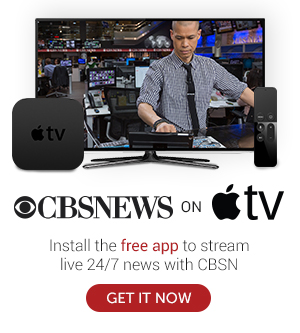 tv
CBSNEWS ON tv
Install the free app to stream
live 24/7 news with CBSN
GET IT NOW